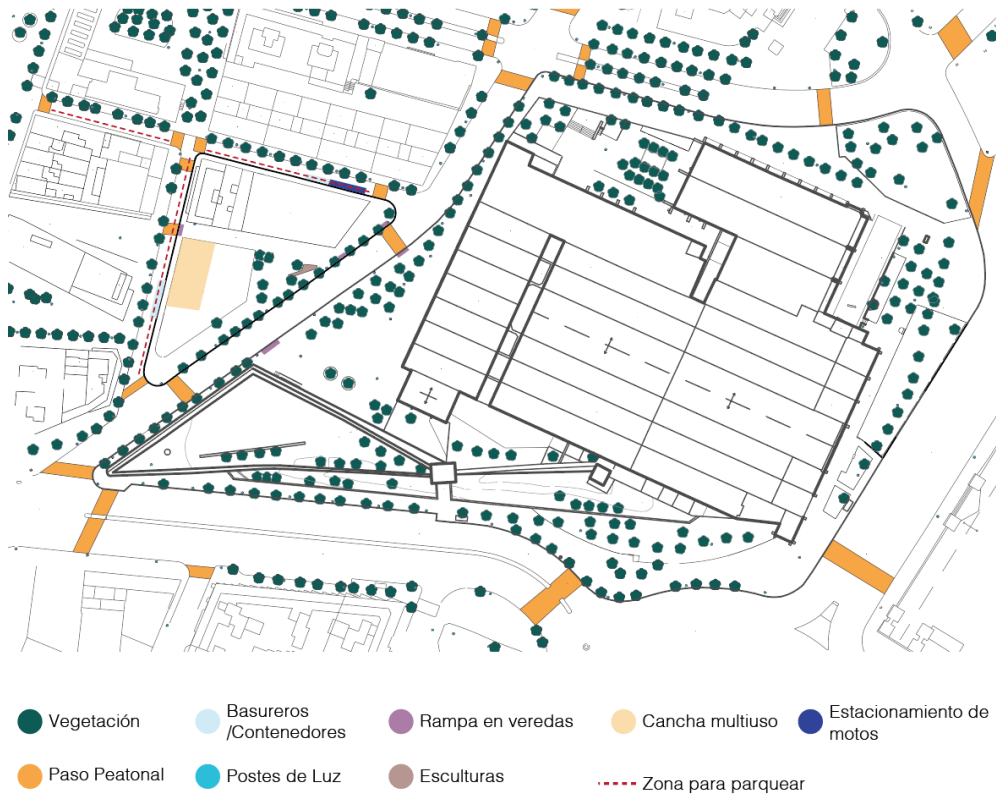 Vegetación
Basureros
/Contenedores
Rampa en veredas
Cancha multiuso
Estacionamiento de
motos
Paso Peatonal
Postes de Luz
Esculturas
Zona para parquear